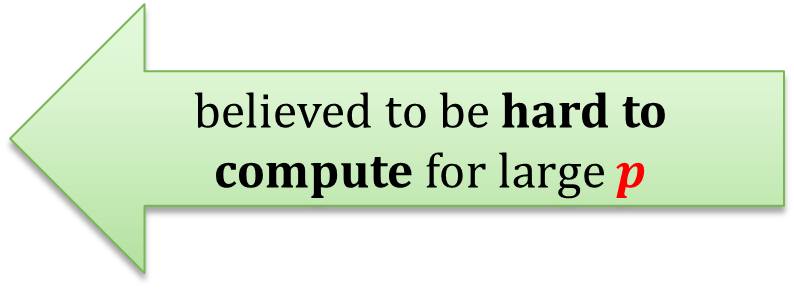 believed to be hard to
compute for large p